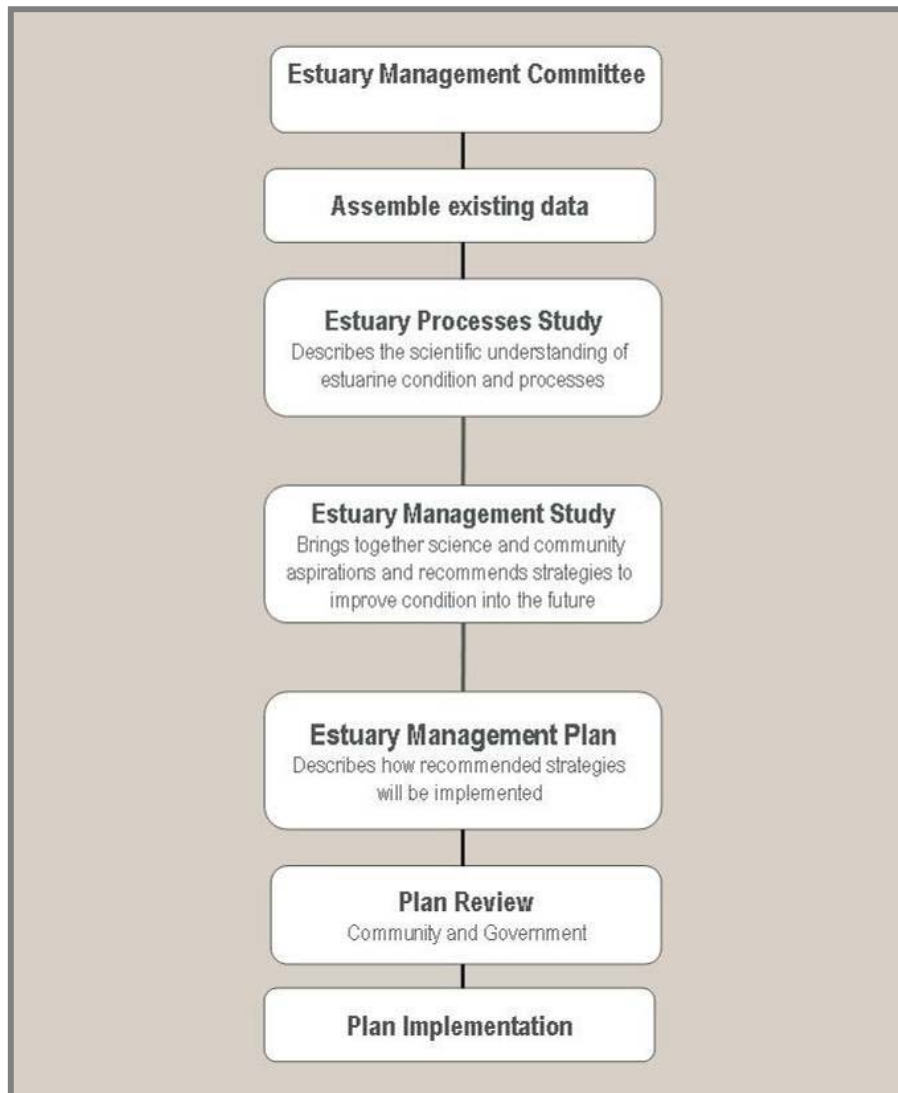 Estuary Management Committee
Assemble existing data
Estuary Processes Study
Describes the scientific understanding of
estuarine condition and processes
Estuary Management Study
Brings together science and community
aspirations and recommends strategies to
improve condition into the future
Estuary Management Plan
Describes how recommended strategies
will be implemented
Plan Review
Community and Government
Plan Implementation